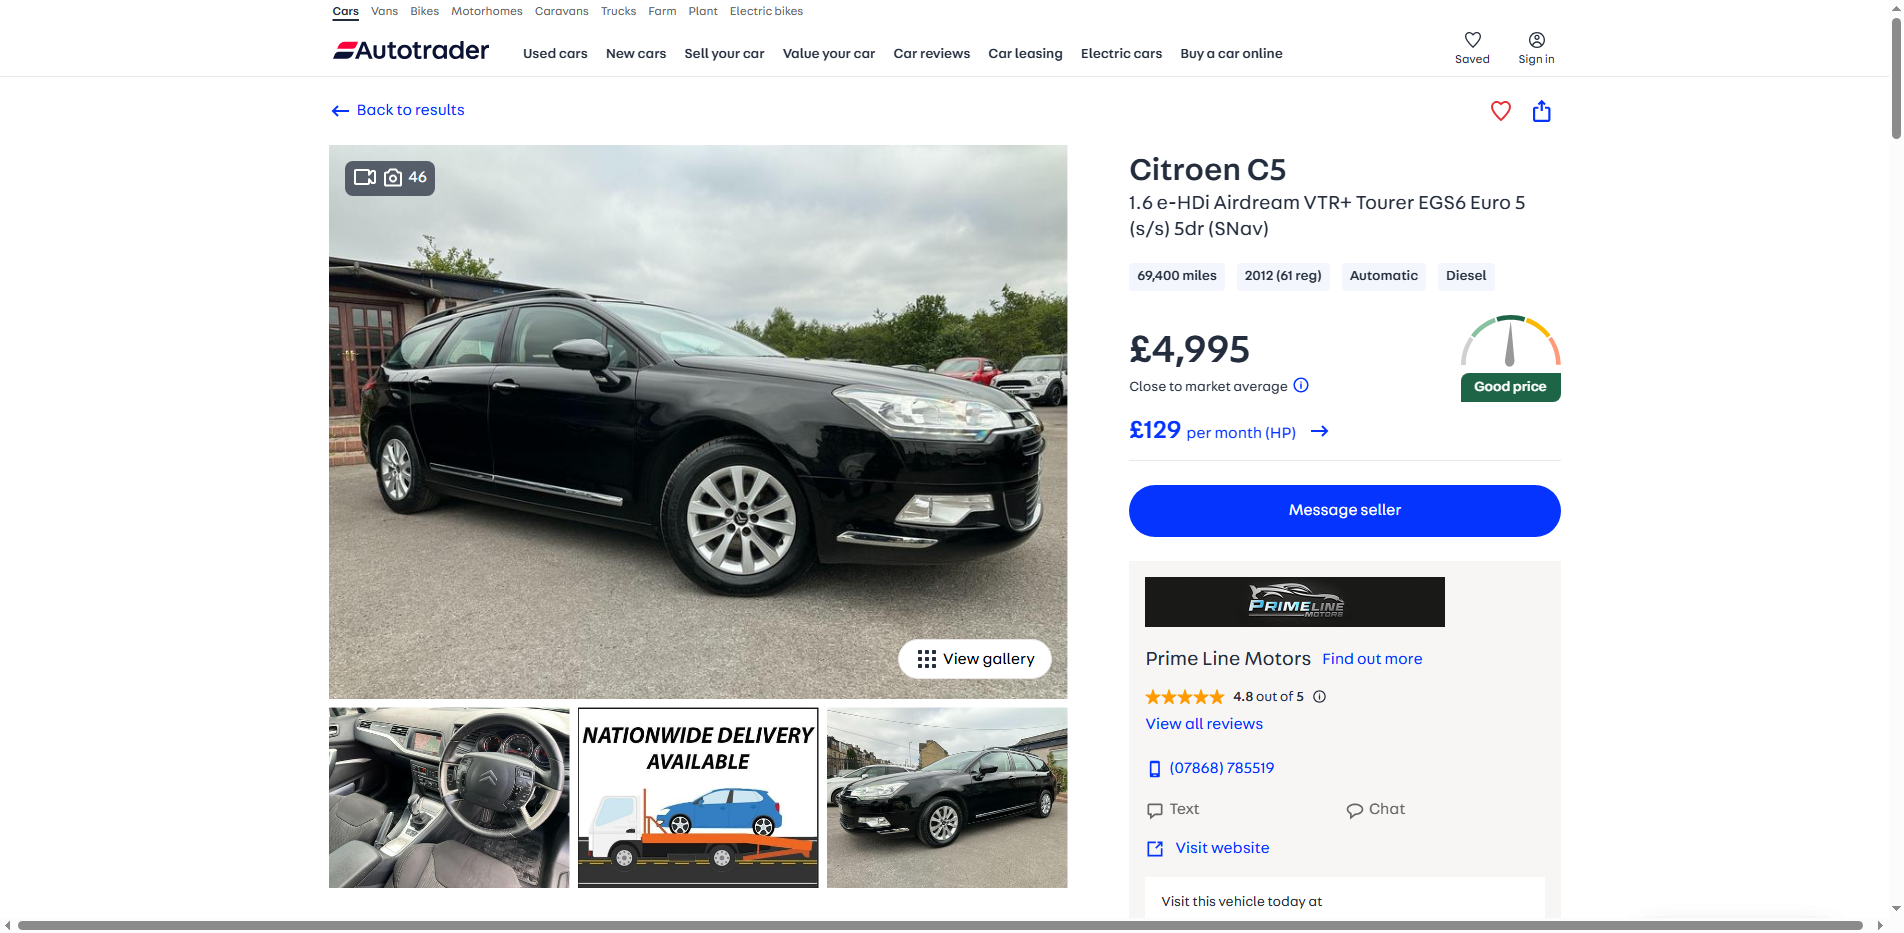 Cars Vans Bikes Motorhomes Caravans Trucks Farm Plant Electric bikes
Autotrader
Used cars New cars Sell your car Value your car Car reviews Car leasing Electric cars Buy a car online
Saved
Sign in
Back to results
46
View gallery
NATIONWIDE DELIVERY
AVAILABLE
Citroen C5
1.6 e-HDi Airdream VTR+ Tourer EGS6 Euro 5
(s/s) 5dr (SNav)
69,400 miles
2012 (61 reg)
Automatic
Diesel
£4,995
Close to market average
Good price
£129 per month (HP)
Message seller
PRIMELINE
MOTORS
Prime Line Motors Find out more
4.8 out of 5
View all reviews
(07868) 785519
Text
Chat
Visit website
Visit this vehicle today at